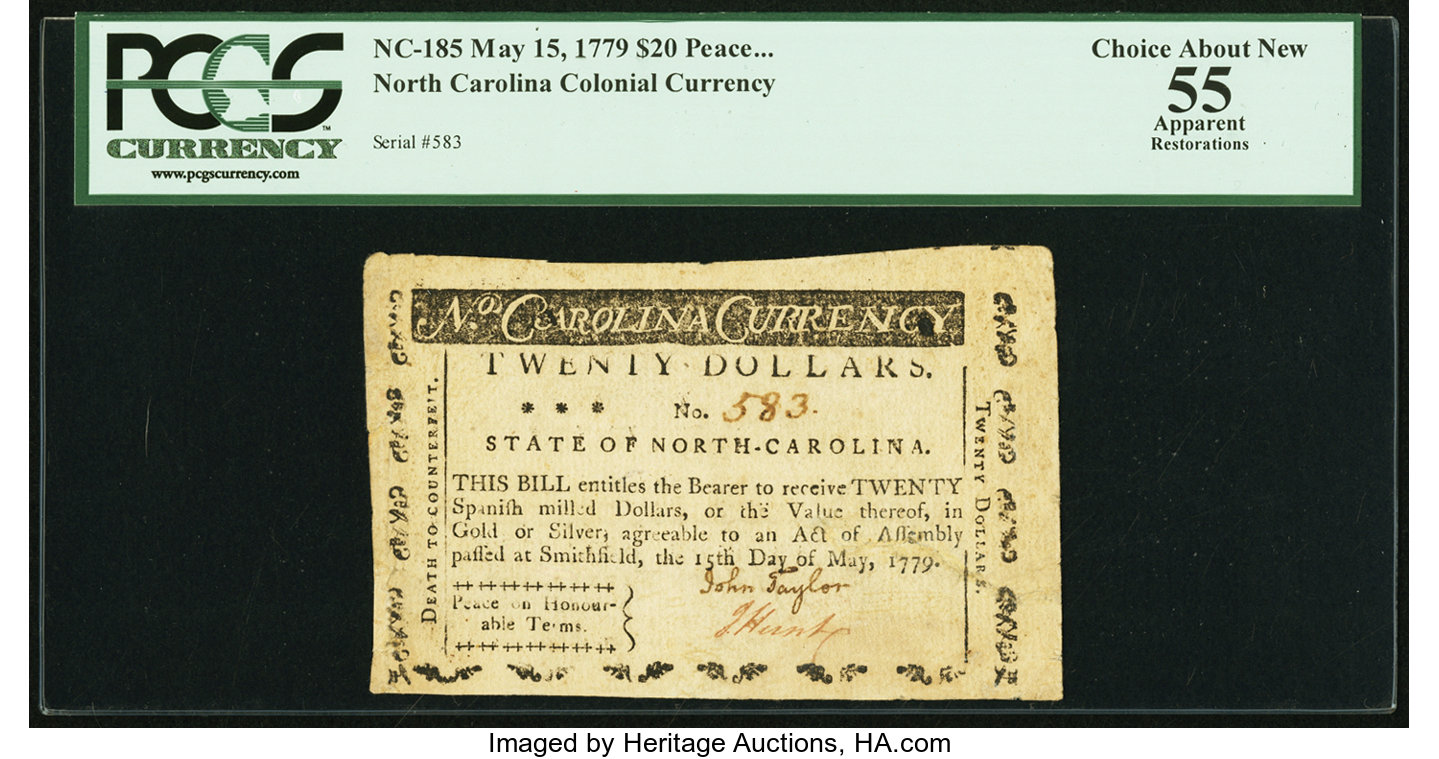 PCGS
CURRENCY
www.pcgscurrency.com
NC-185 May 15, 1779 $20 Peace...
North Carolina Colonial Currency
Serial #583
Choice About New
55
Apparent
Restorations
No. CAROLINA CURRENCY
TWENTY DOLLARS.
* * * No. 583.
STATE OF NORTH-CAROLINA.
THIS BILL entitles the Bearer to receive TWENTY
Spaniſh milled Dollars, or the Value thereof, in
Gold or Silver, agreeable to an Act of Aſſembly
paſſed at Smithfield, the 15th Day of May, 1779.
Peace on Honour-
able Terms.
John Taylor
J Hunt
DEATH TO COUNTERFEIT.
TWENTY DOLLARS.
Imaged by Heritage Auctions, HA.com